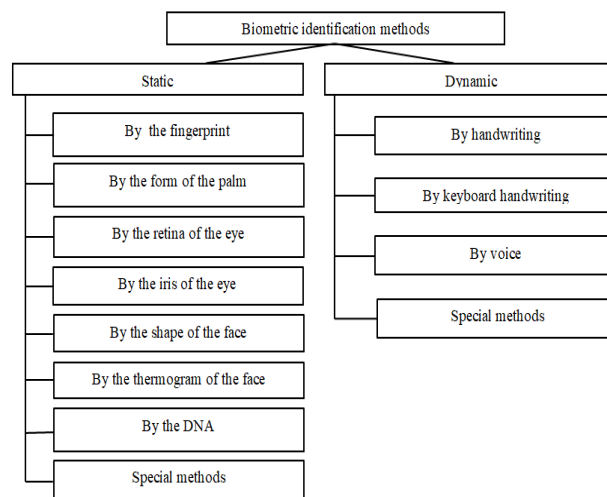 Biometric identification methods
Static
Dynamic
By the fingerprint
By the form of the palm
By the retina of the eye
By the iris of the eye
By the shape of the face
By the thermogram of the face
By the DNA
Special methods
By handwriting
By keyboard handwriting
By voice
Special methods